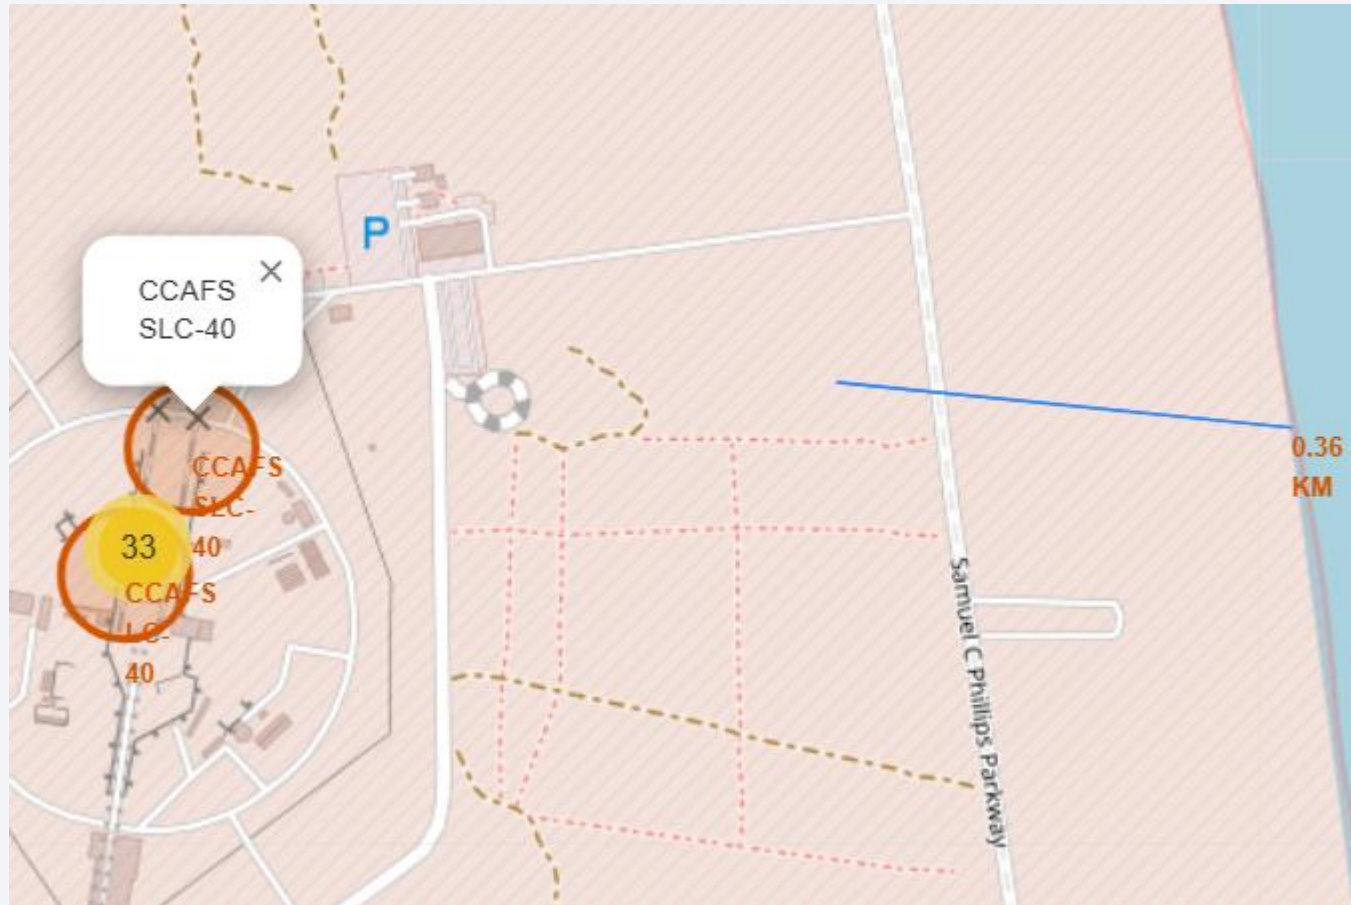 P
CCAFS
SLC-40
CCAFS
SLC-
40
33
CCAFS
LC-
40
0.36
KM
Samuel C Phillips Parkway